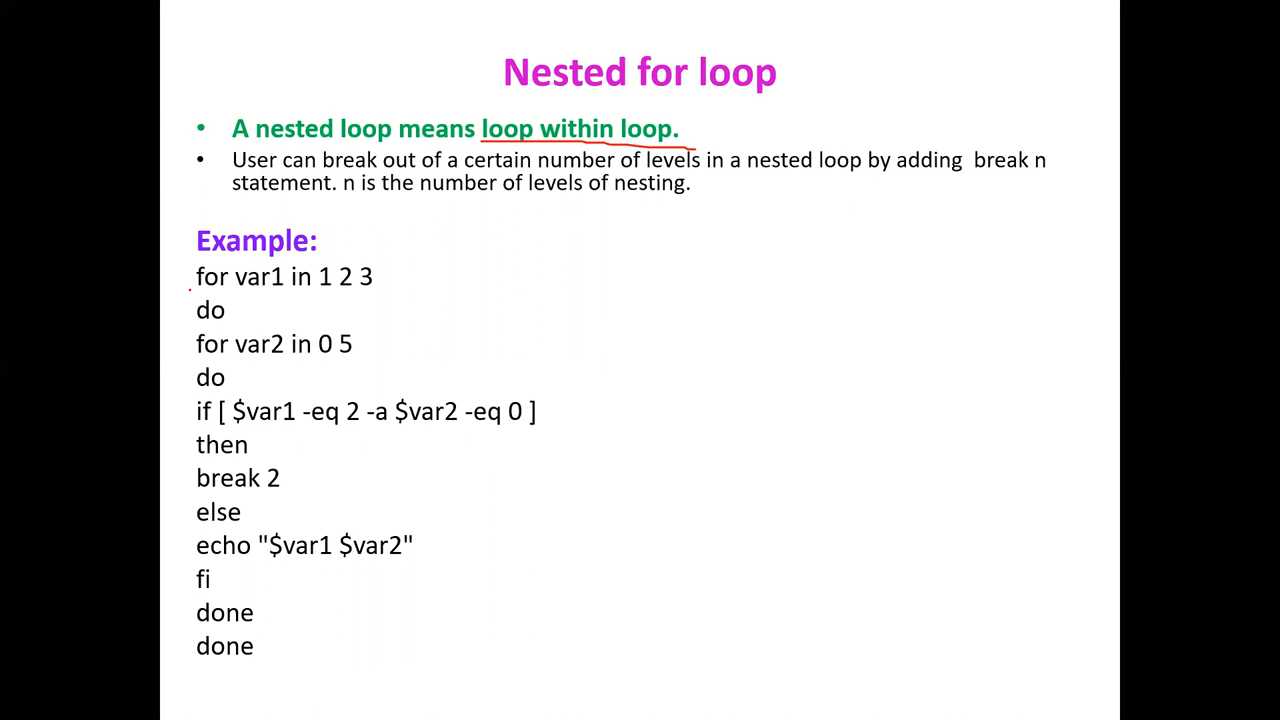 Nested for loop
• A nested loop means loop within loop.
• User can break out of a certain number of levels in a nested loop by adding  break n
statement. n is the number of levels of nesting.
Example:
for var1 in 1 2 3
do
for var2 in 0 5
do
if [ $var1 -eq 2 -a $var2 -eq 0 ]
then
break 2
else
echo "$var1 $var2"
fi
done
done